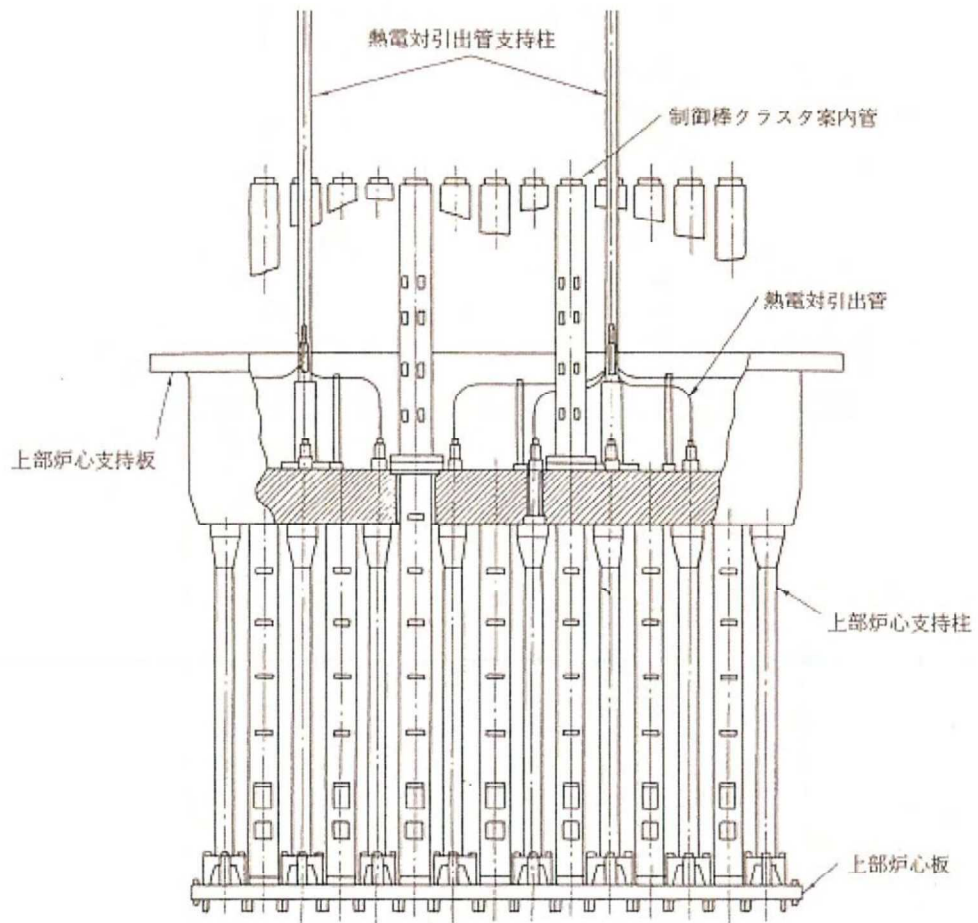 熱電対引出管支持柱
制御棒クラスタ案内管
熱電対引出管
上部炉心支持板
上部炉心支持柱
上部炉心板